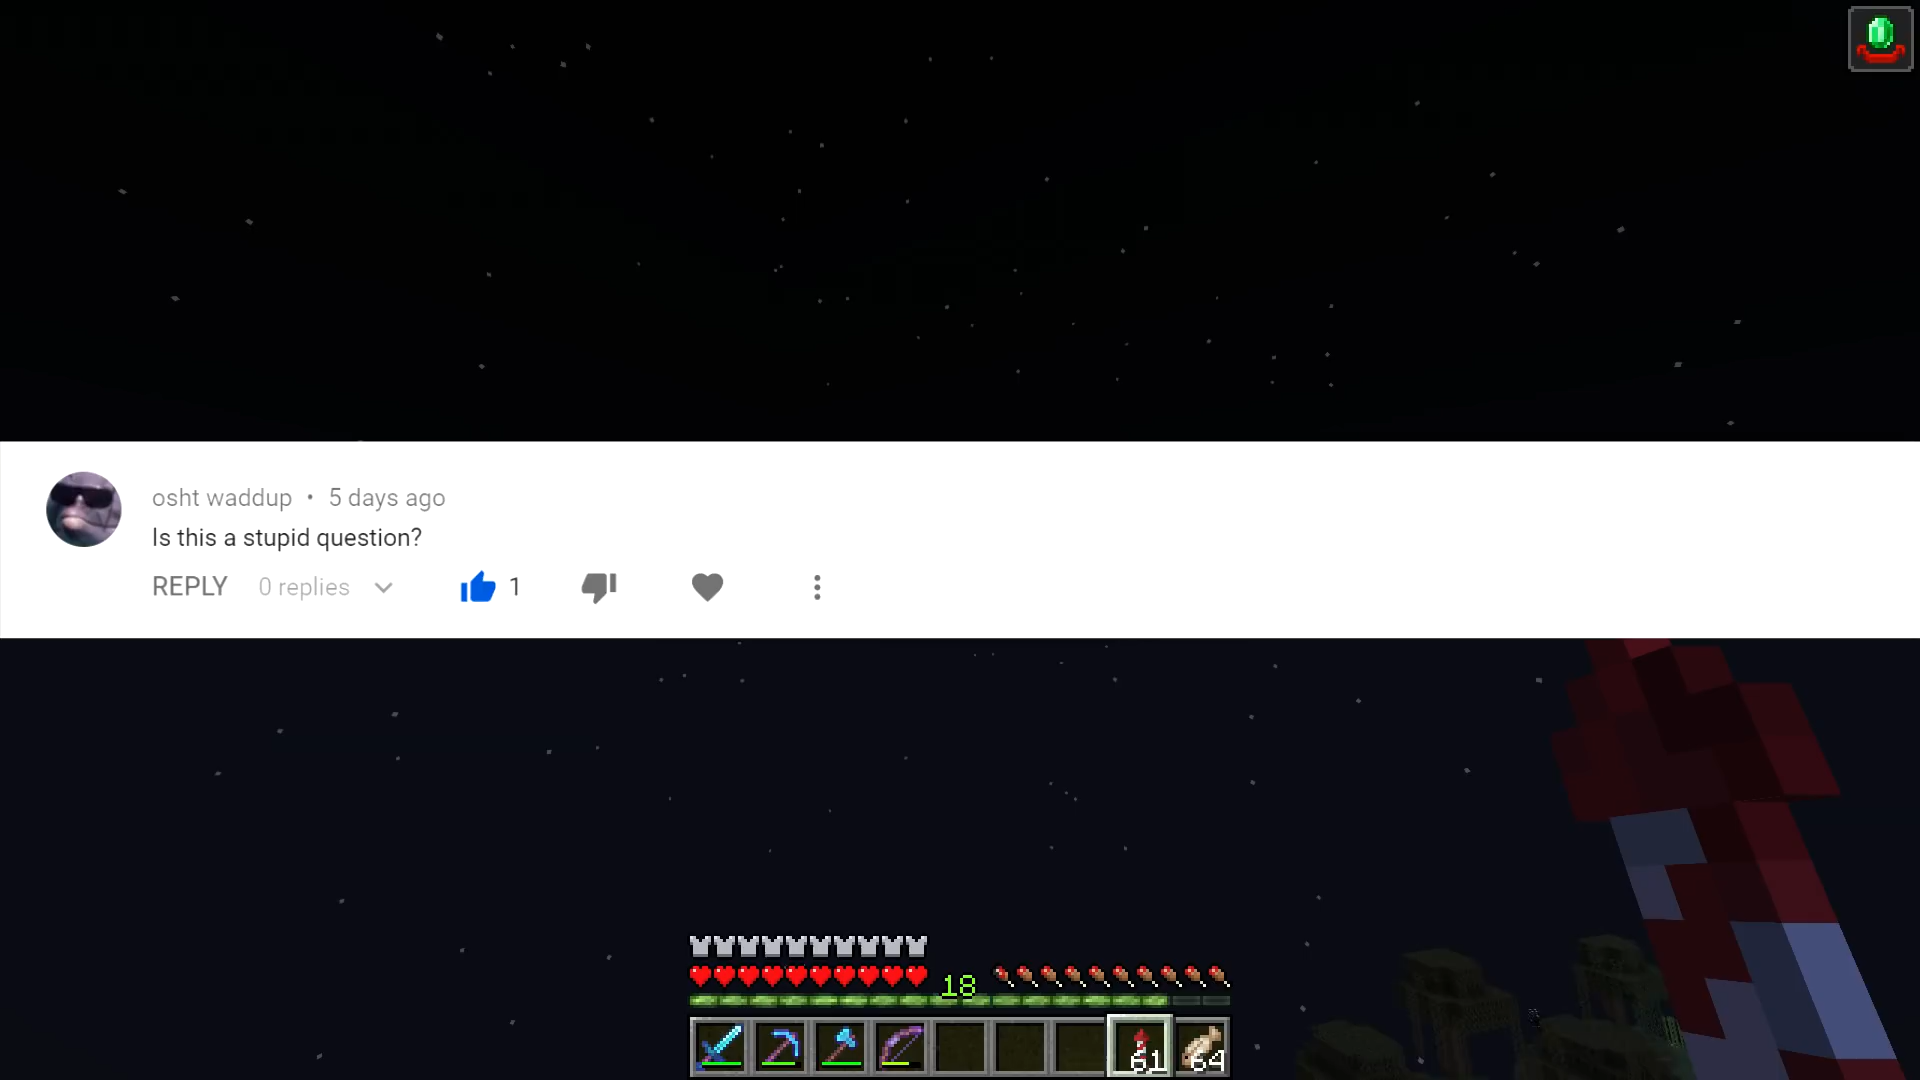 osht waddup • 5 days ago
Is this a stupid question?
REPLY 0 replies 1
18
61 64